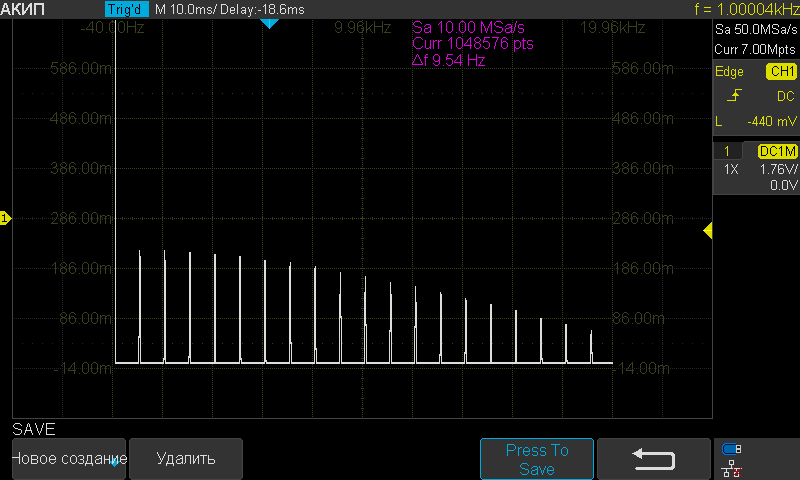 АКИП Trig'd M 10.0ms/ Delay:-18.6ms f = 1.00004kHz
-40.00Hz 9.96kHz 19.96kHz
Sa 10.00 MSa/s
Curr 1048576 pts
Δf 9.54 Hz
Sa 50.0MSa/s
Curr 7.00Mpts
Edge CH1
DC
L -440 mV
1 DC1M
1X 1.76V/
0.0V
586.00m 586.00m
486.00m 486.00m
386.00m 386.00m
1 286.00m 286.00m
186.00m 186.00m
86.00m 86.00m
-14.00m -14.00m
SAVE
Новое создание Удалить Press To
Save